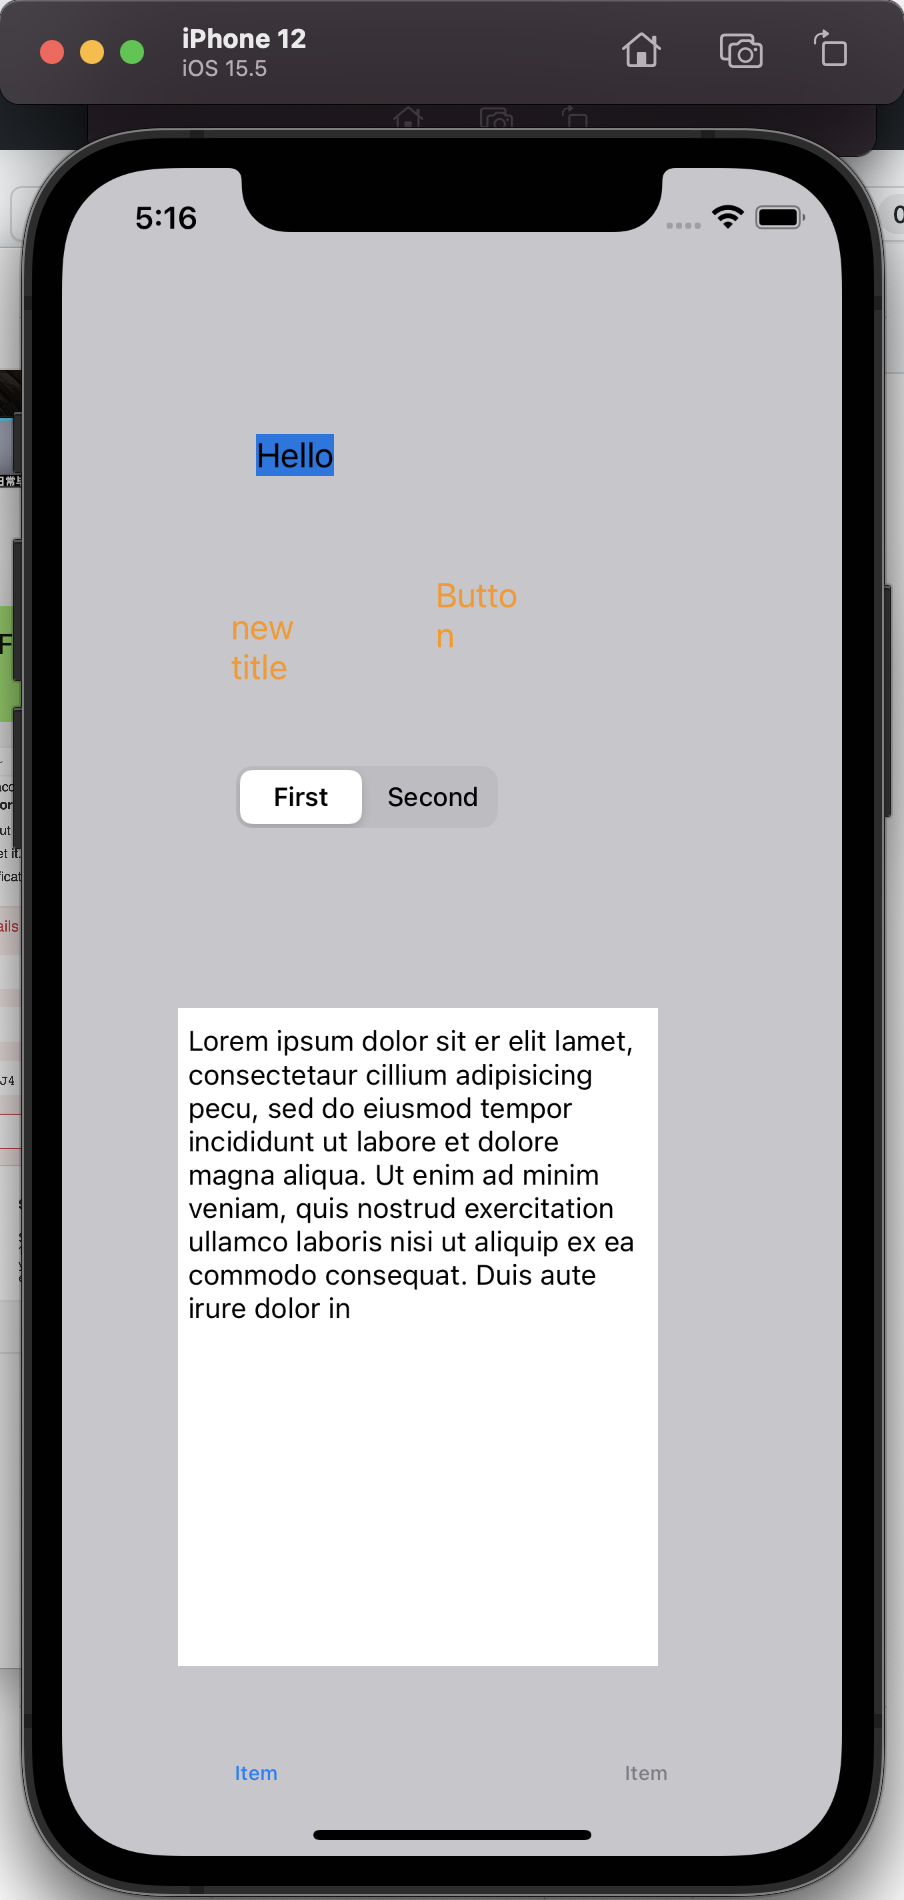 iPhone 12
iOS 15.5
5:16
Hello
Butto
n
new
title
First
Second
Lorem ipsum dolor sit er elit lamet,
consectetaur cillium adipisicing
pecu, sed do eiusmod tempor
incididunt ut labore et dolore
magna aliqua. Ut enim ad minim
veniam, quis nostrud exercitation
ullamco laboris nisi ut aliquip ex ea
commodo consequat. Duis aute
irure dolor in
Item
Item